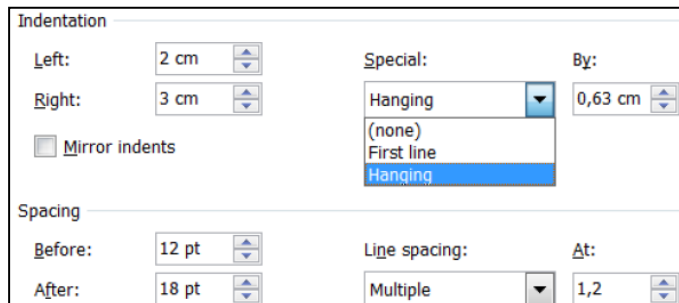 Indentation
Left: 2 cm Special: By:
Right: 3 cm Hanging 0,63 cm
(none)
Mirror indents First line
Hanging
Spacing
Before: 12 pt Line spacing: At:
After: 18 pt Multiple 1,2